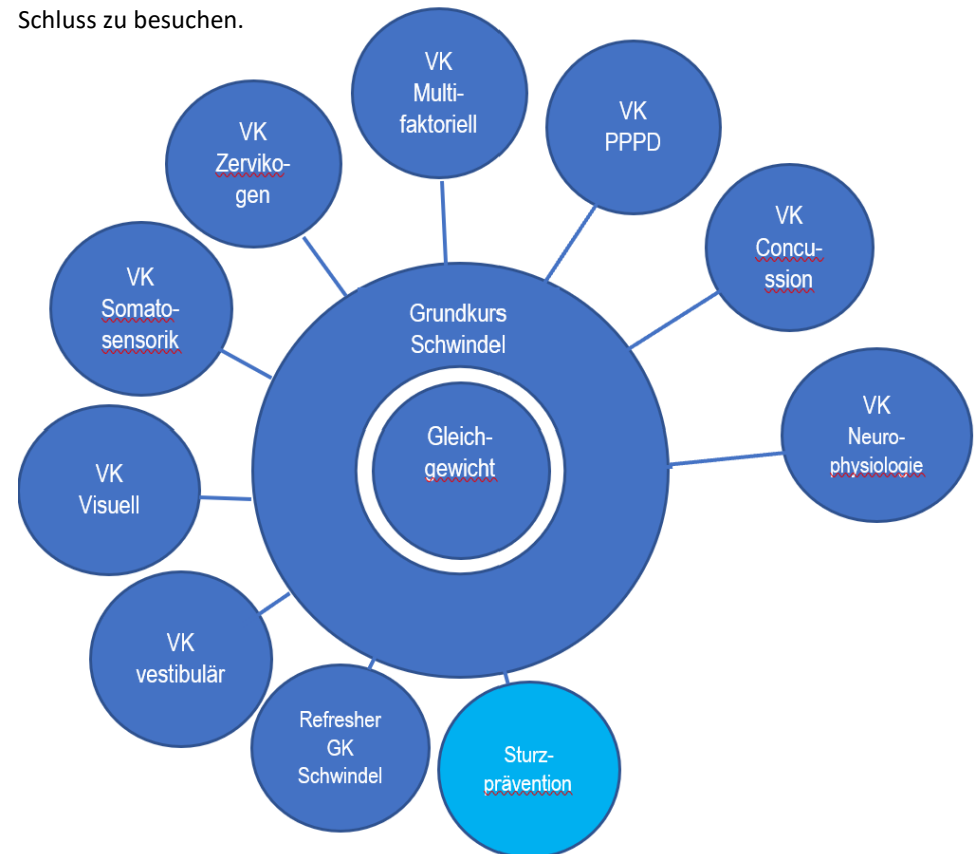 Schluss zu besuchen.
VK
Multi-
faktoriell
VK
PPPD
VK
Zerviko-
gen
VK
Concu-
ssion
VK
Somato-
sensorik
Grundkurs
Schwindel
VK
Neuro-
physiologie
Gleich-
gewicht
VK
Visuell
VK
vestibulär
Refresher
GK
Schwindel
Sturz-
prävention